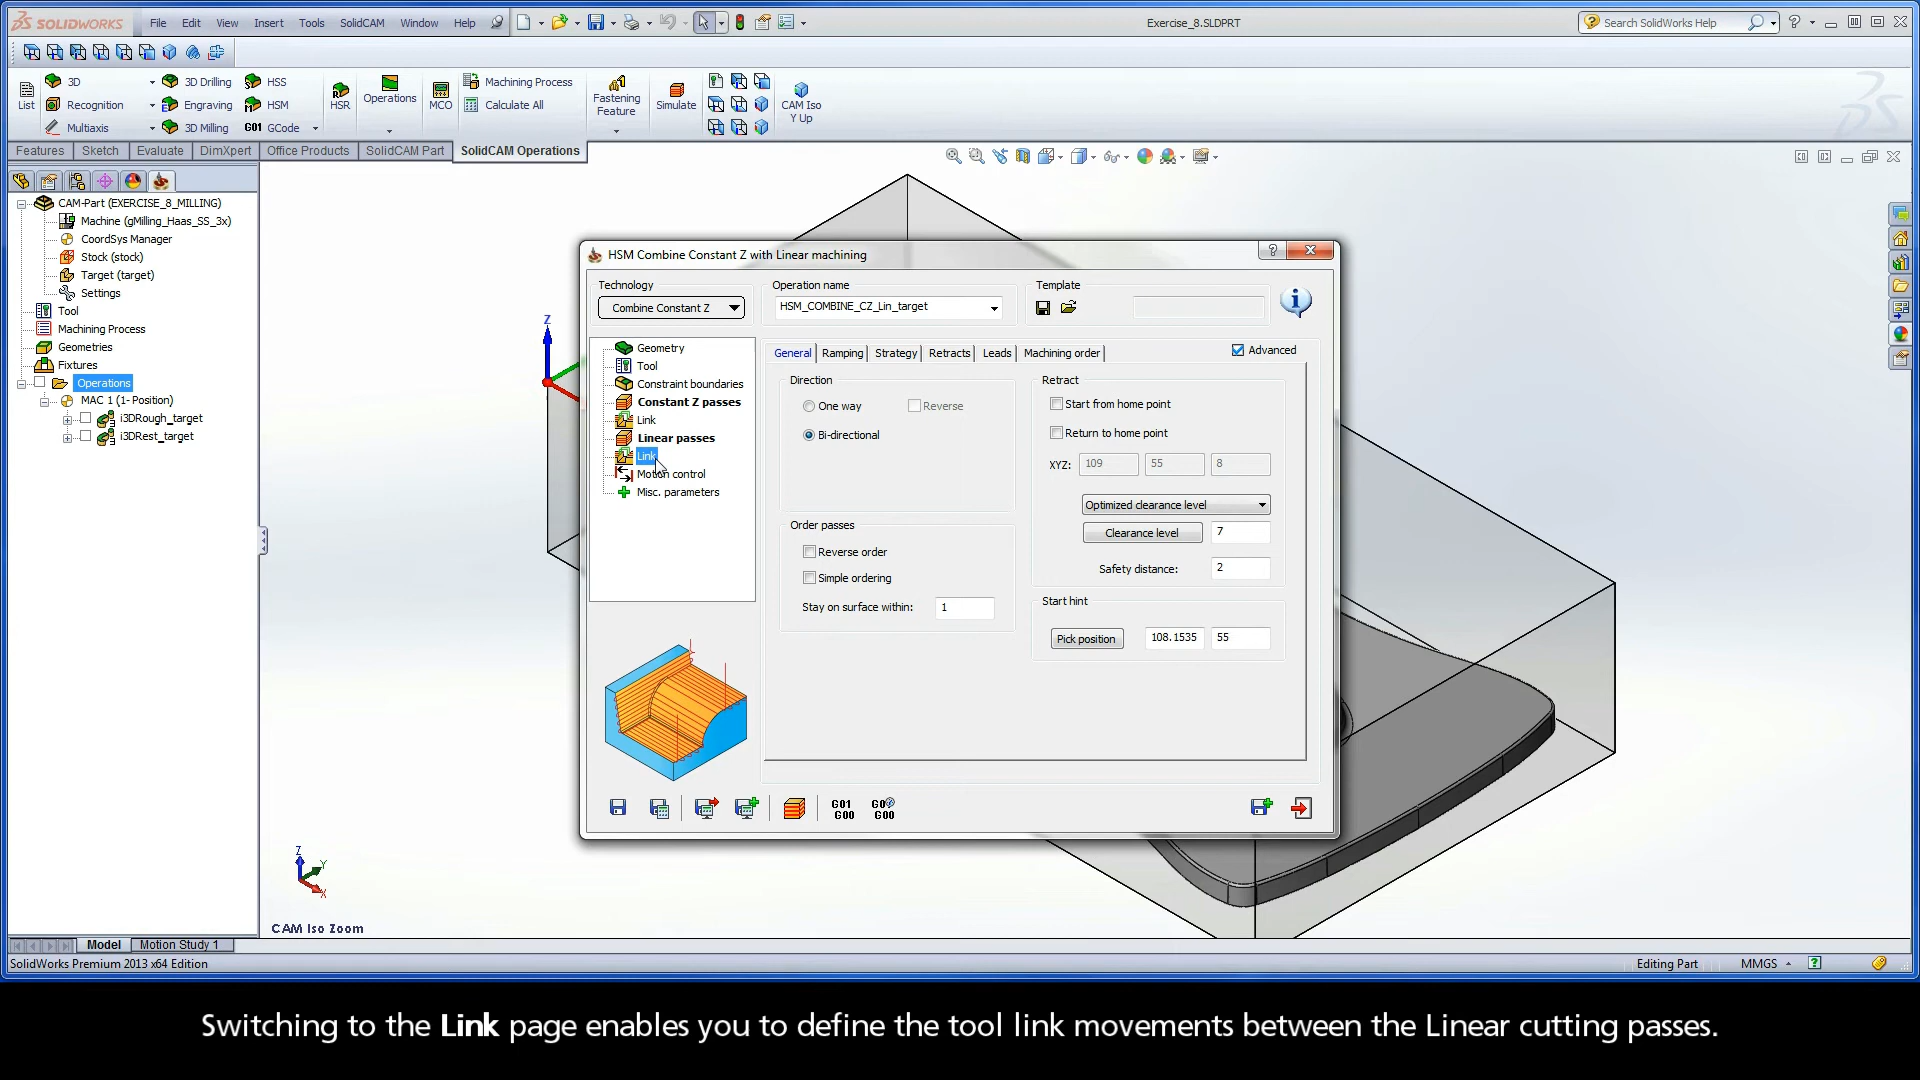 SOLIDWORKS File Edit View Insert Tools SolidCAM Window Help Exercise_8.SLDPRT Search SolidWorks Help
List
3D
Recognition
Multiaxis
3D Drilling
Engraving
3D Milling
HSS
HSM
G01 GCode
HSR
Operations
MCO
Machining Process
Calculate All
Fastening
Feature
Simulate
CAM Iso
Y Up
Features Sketch Evaluate DimXpert Office Products SolidCAM Part SolidCAM Operations
CAM-Part (EXERCISE_8_MILLING)
Machine (gMilling_Haas_SS_3x)
CoordSys Manager
Stock (stock)
Target (target)
Settings
Tool
Machining Process
Geometries
Fixtures
Operations
MAC 1 (1- Position)
i3DRough_target
i3DRest_target
Z
HSM Combine Constant Z with Linear machining
Technology
Combine Constant Z
Operation name
HSM_COMBINE_CZ_Lin_target
Template
Geometry
Tool
Constraint boundaries
Constant Z passes
Link
Linear passes
Link
Motion control
Misc. parameters
General Ramping Strategy Retracts Leads Machining order
Advanced
Direction
One way Reverse
Bi-directional
Order passes
Reverse order
Simple ordering
Stay on surface within: 1
Retract
Start from home point
Return to home point
XYZ: 109 55 8
Optimized clearance level
Clearance level 7
Safety distance: 2
Start hint
Pick position 108.1535 55
G01 G00
G00 G00
Z
Y
X
CAM Iso Zoom
Model Motion Study 1
SolidWorks Premium 2013 x64 Edition Editing Part MMGS
Switching to the Link page enables you to define the tool link movements between the Linear cutting passes.